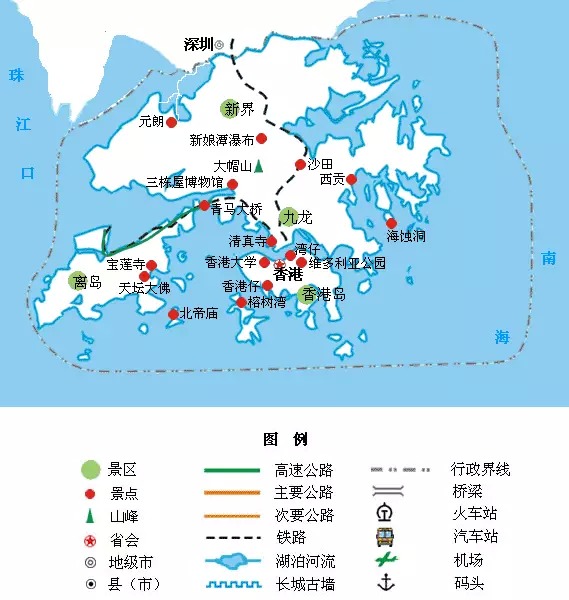 深圳
珠
江
口
新界
元朗
新娘潭瀑布
大帽山
沙田
西贡
三栋屋博物馆
青马大桥
九龙
海蚀洞
清真寺
湾仔
宝莲寺
香港大学
维多利亚公园
香港
离岛
天坛大佛
香港仔
香港岛
榕树湾
北帝庙
南
海
图 例
景区
高速公路
行政界线
景点
主要公路
桥梁
山峰
次要公路
火车站
省会
铁路
汽车站
地级市
湖泊河流
机场
县（市）
长城古墙
码头